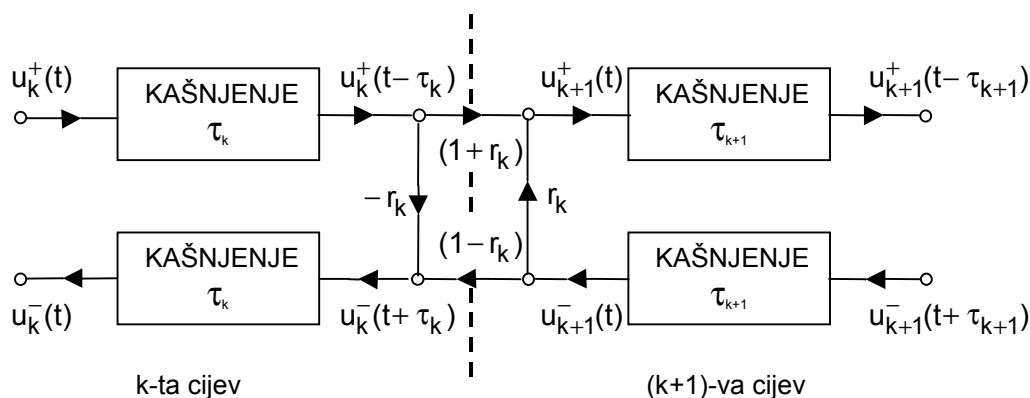 u_k^+(t)
KAŠNJENJE
τ_k
u_k^+(t− τ_k)
u_{k+1}^+(t)
KAŠNJENJE
τ_{k+1}
u_{k+1}^+(t− τ_{k+1})
(1+ r_k)
− r_k
r_k
(1− r_k)
KAŠNJENJE
τ_k
KAŠNJENJE
τ_{k+1}
u_k^−(t)
u_k^−(t+ τ_k)
u_{k+1}^−(t)
u_{k+1}^−(t+ τ_{k+1})
k-ta cijev
(k+1)-va cijev